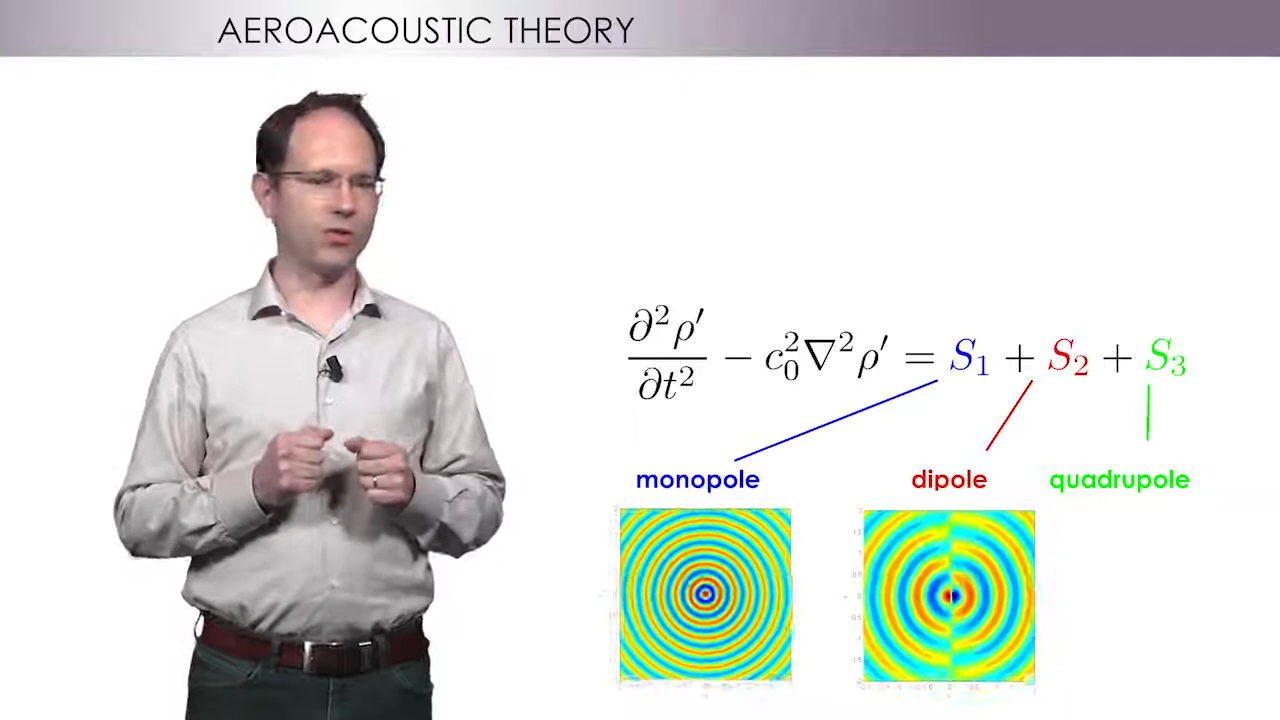 AEROACOUSTIC THEORY
∂²ρ′/∂t² − c₀²∇²ρ′ = S₁ + S₂ + S₃
monopole dipole quadrupole